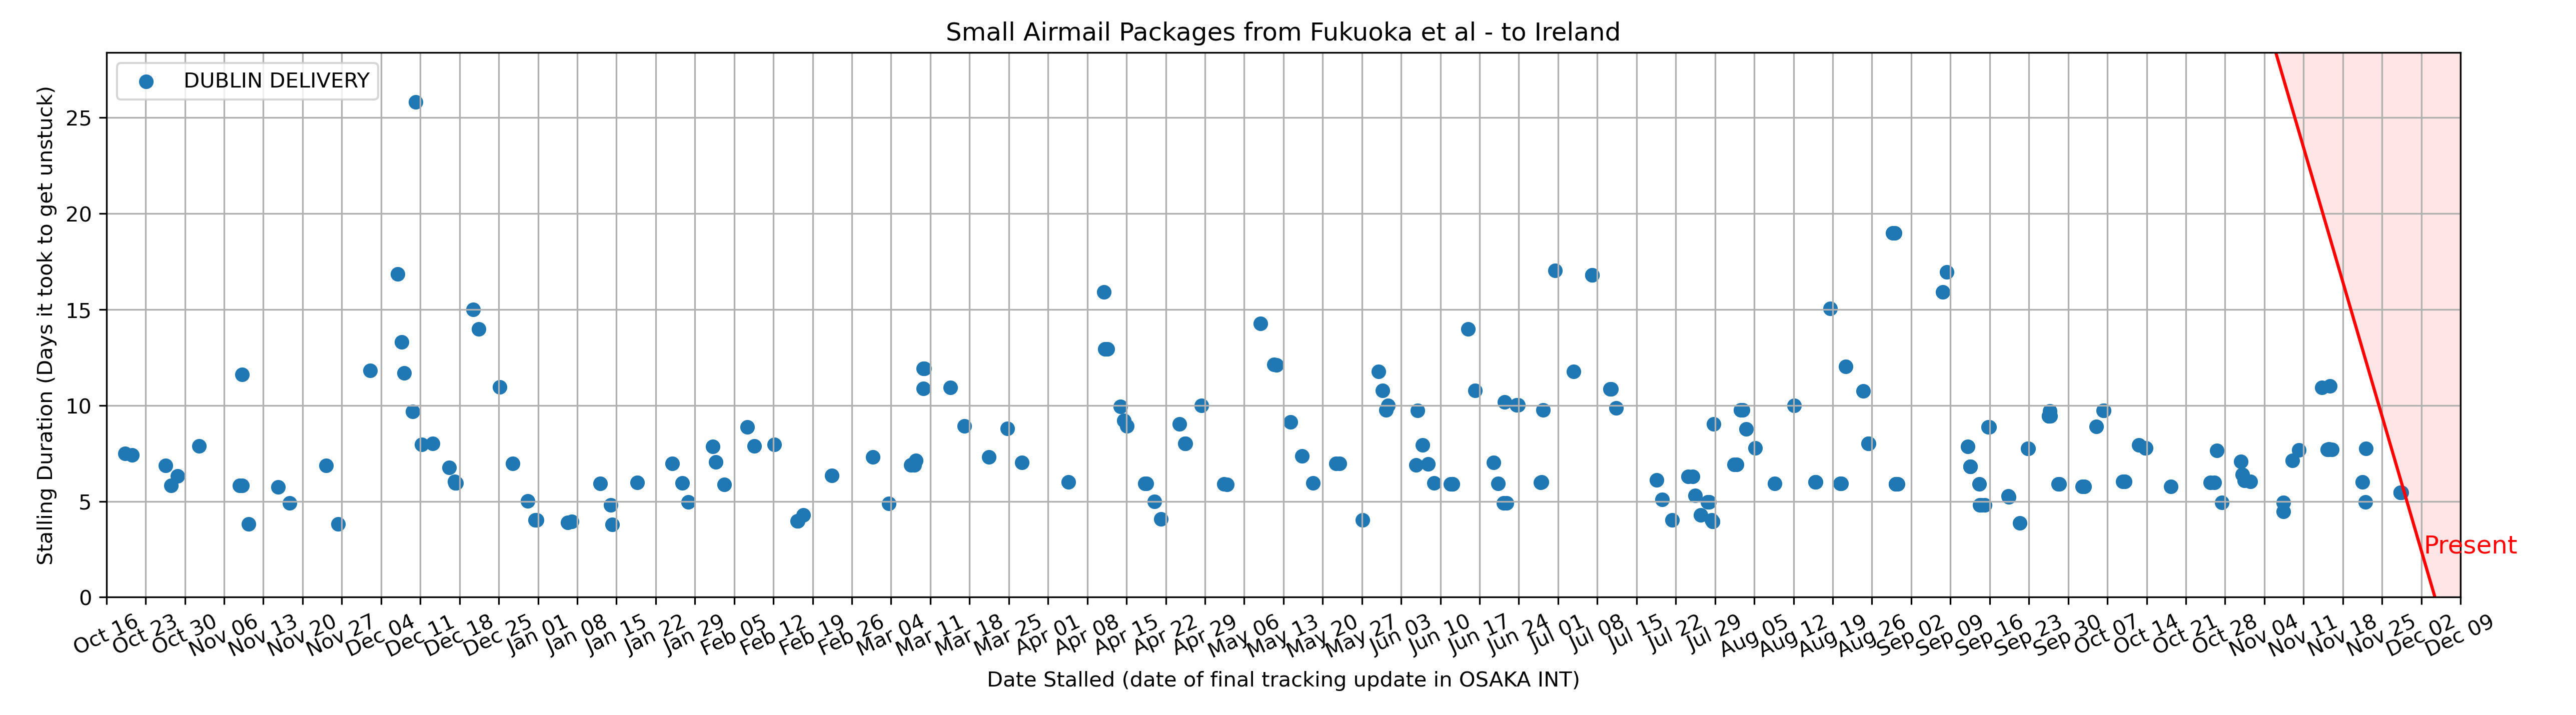 Small Airmail Packages from Fukuoka et al - to Ireland
DUBLIN DELIVERY
Stalling Duration (Days it took to get unstuck)
25
20
15
10
5
0
Present
Oct 16
Oct 23
Oct 30
Nov 06
Nov 13
Nov 20
Nov 27
Dec 04
Dec 11
Dec 18
Dec 25
Jan 01
Jan 08
Jan 15
Jan 22
Jan 29
Feb 05
Feb 12
Feb 19
Feb 26
Mar 04
Mar 11
Mar 18
Mar 25
Apr 01
Apr 08
Apr 15
Apr 22
Apr 29
May 06
May 13
May 20
May 27
Jun 03
Jun 10
Jun 17
Jun 24
Jul 01
Jul 08
Jul 15
Jul 22
Jul 29
Aug 05
Aug 12
Aug 19
Aug 26
Sep 02
Sep 09
Sep 16
Sep 23
Sep 30
Oct 07
Oct 14
Oct 21
Oct 28
Nov 04
Nov 11
Nov 18
Nov 25
Dec 02
Dec 09
Date Stalled (date of final tracking update in OSAKA INT)